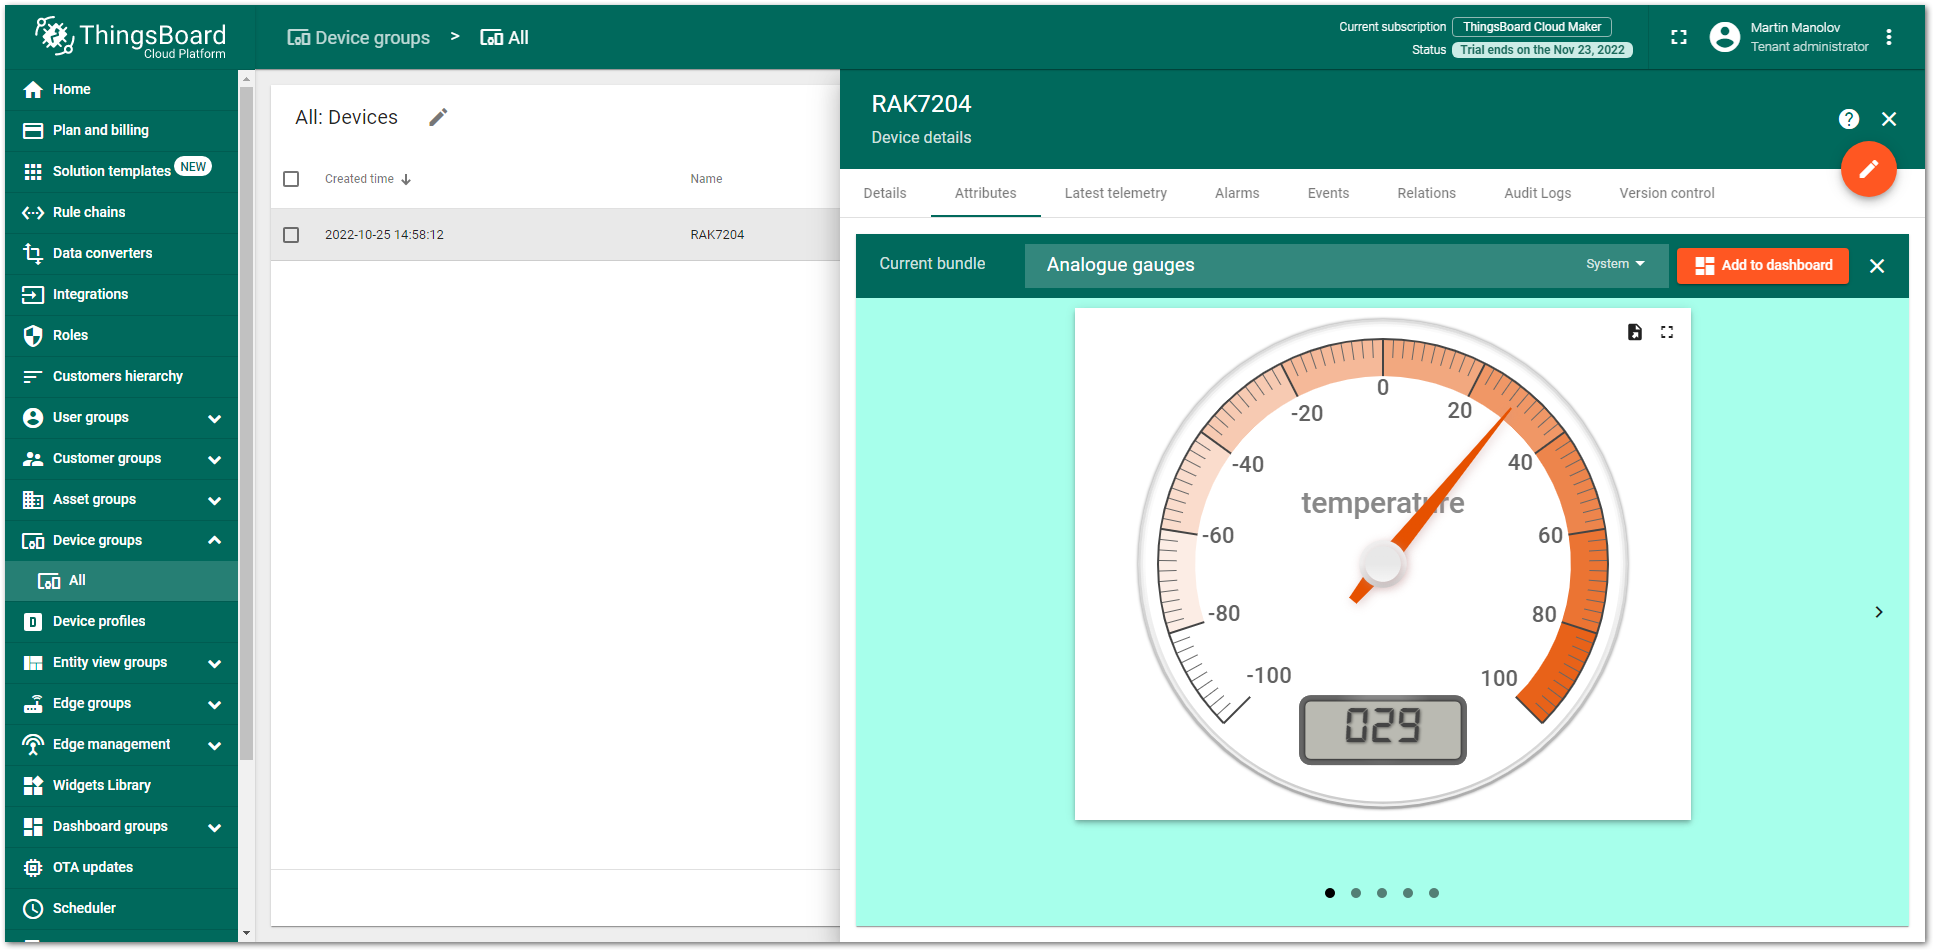 ThingsBoard
Cloud Platform
Device groups > All
Current subscription ThingsBoard Cloud Maker
Status Trial ends on the Nov 23, 2022
Martin Manolov
Tenant administrator
Home
Plan and billing
Solution templates NEW
Rule chains
Data converters
Integrations
Roles
Customers hierarchy
User groups
Customer groups
Asset groups
Device groups
All
Device profiles
Entity view groups
Edge groups
Edge management
Widgets Library
Dashboard groups
OTA updates
Scheduler
All: Devices
Created time Name
2022-10-25 14:58:12 RAK7204
RAK7204
Device details
Details Attributes Latest telemetry Alarms Events Relations Audit Logs Version control
Current bundle Analogue gauges System Add to dashboard
0
-20 20
-40 40
temperature
-60 60
-80 80
-100 100
029